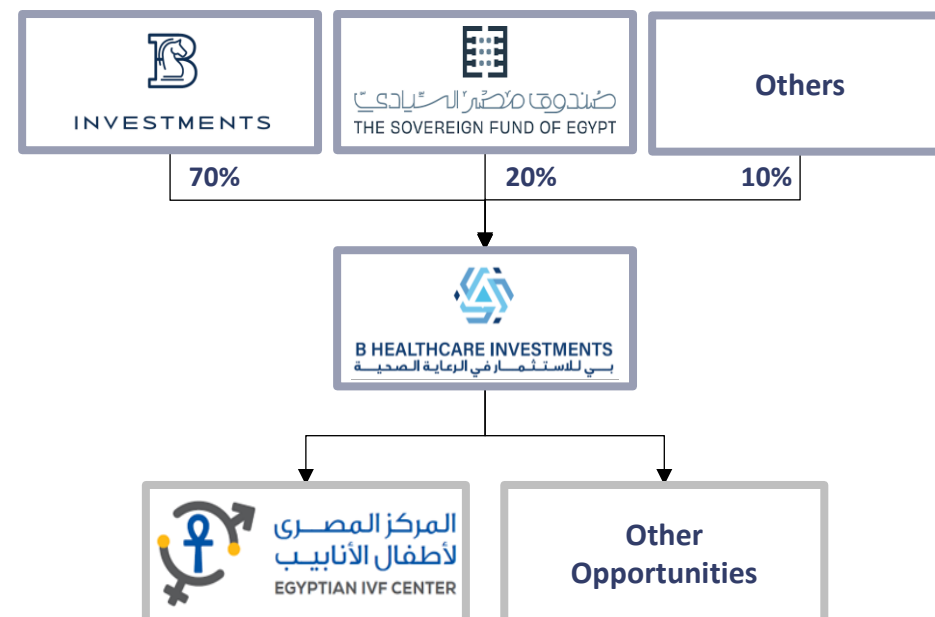 B
INVESTMENTS
صندوق مصر السيادي
THE SOVEREIGN FUND OF EGYPT
Others
70%
20%
10%
B HEALTHCARE INVESTMENTS
بي للاستثمار في الرعاية الصحية
المركز المصرى
لأطفال الأنابيب
EGYPTIAN IVF CENTER
Other
Opportunities